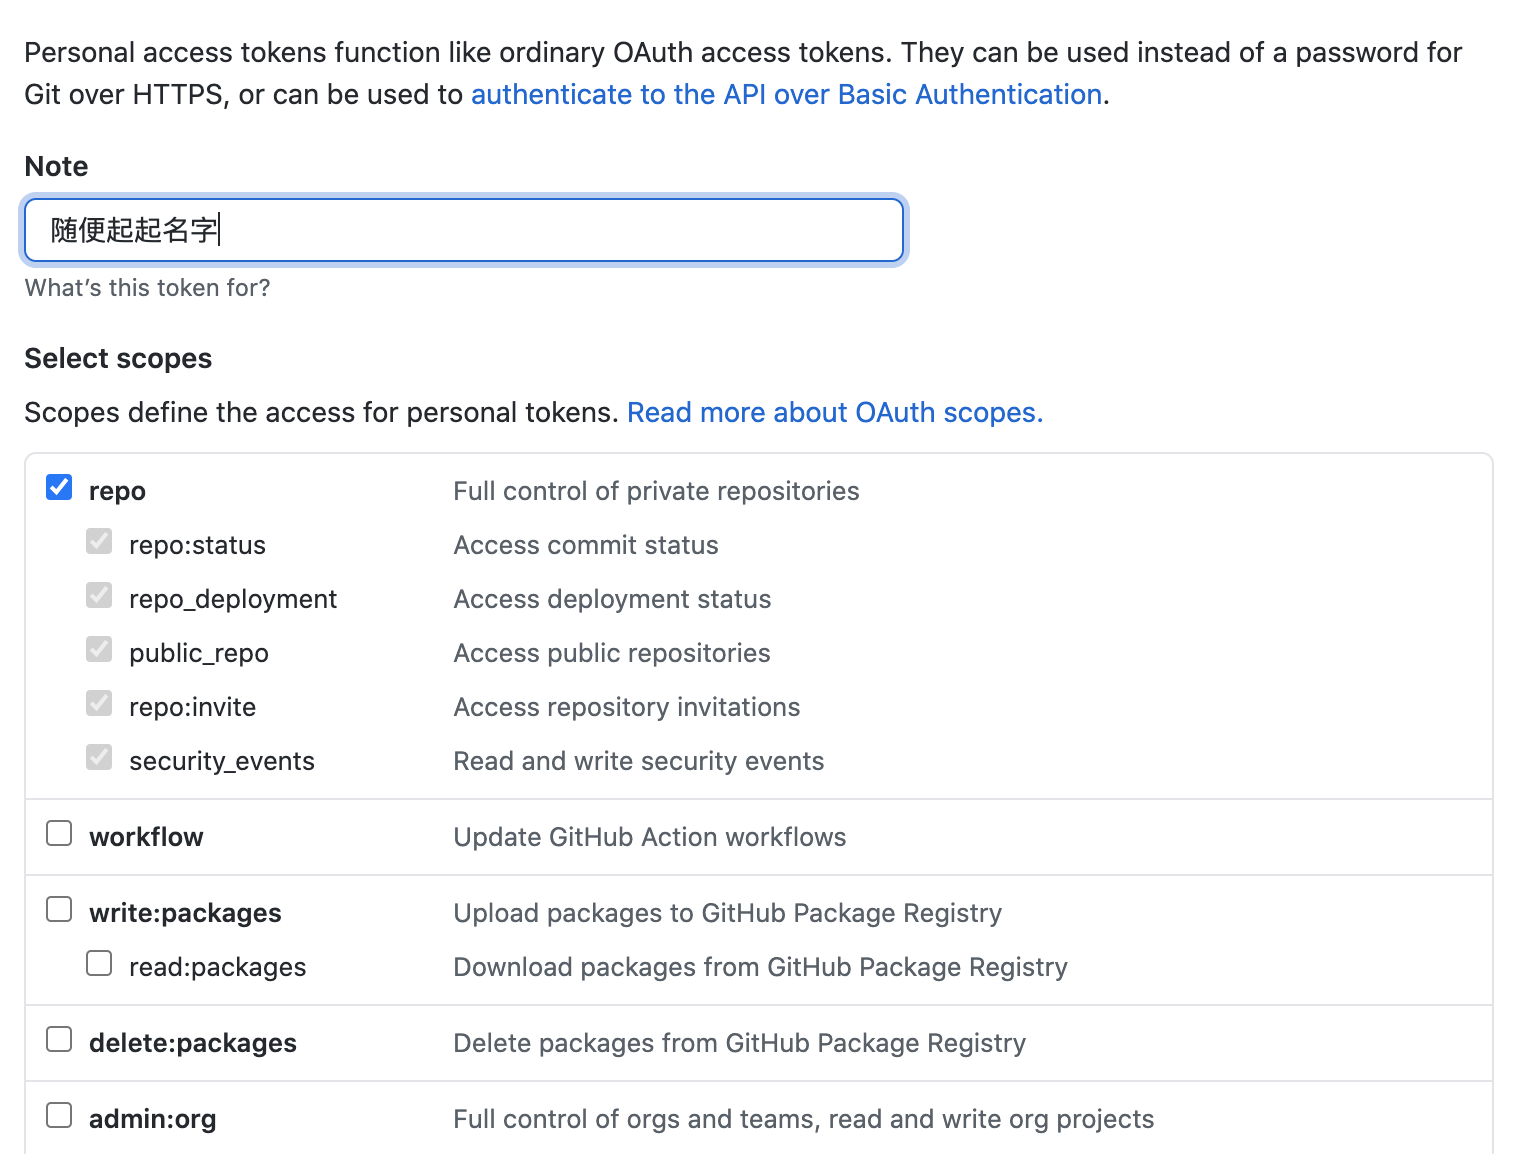 Personal access tokens function like ordinary OAuth access tokens. They can be used instead of a password for
Git over HTTPS, or can be used to authenticate to the API over Basic Authentication.
Note
随便起起名字
What's this token for?
Select scopes
Scopes define the access for personal tokens. Read more about OAuth scopes.
repo Full control of private repositories
repo:status Access commit status
repo_deployment Access deployment status
public_repo Access public repositories
repo:invite Access repository invitations
security_events Read and write security events
workflow Update GitHub Action workflows
write:packages Upload packages to GitHub Package Registry
read:packages Download packages from GitHub Package Registry
delete:packages Delete packages from GitHub Package Registry
admin:org Full control of orgs and teams, read and write org projects